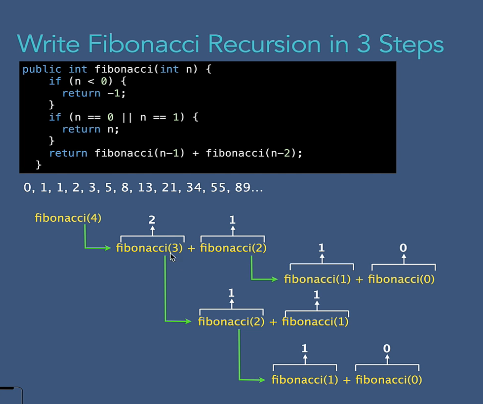 Write Fibonacci Recursion in 3 Steps
public int fibonacci(int n) {
if (n < 0) {
return -1;
}
if (n == 0 || n == 1) {
return n;
}
return fibonacci(n-1) + fibonacci(n-2);
}
0, 1, 1, 2, 3, 5, 8, 13, 21, 34, 55, 89...
fibonacci(4)
2 1
fibonacci(3) + fibonacci(2)
1 0
fibonacci(1) + fibonacci(0)
1 1
fibonacci(2) + fibonacci(1)
1 0
fibonacci(1) + fibonacci(0)